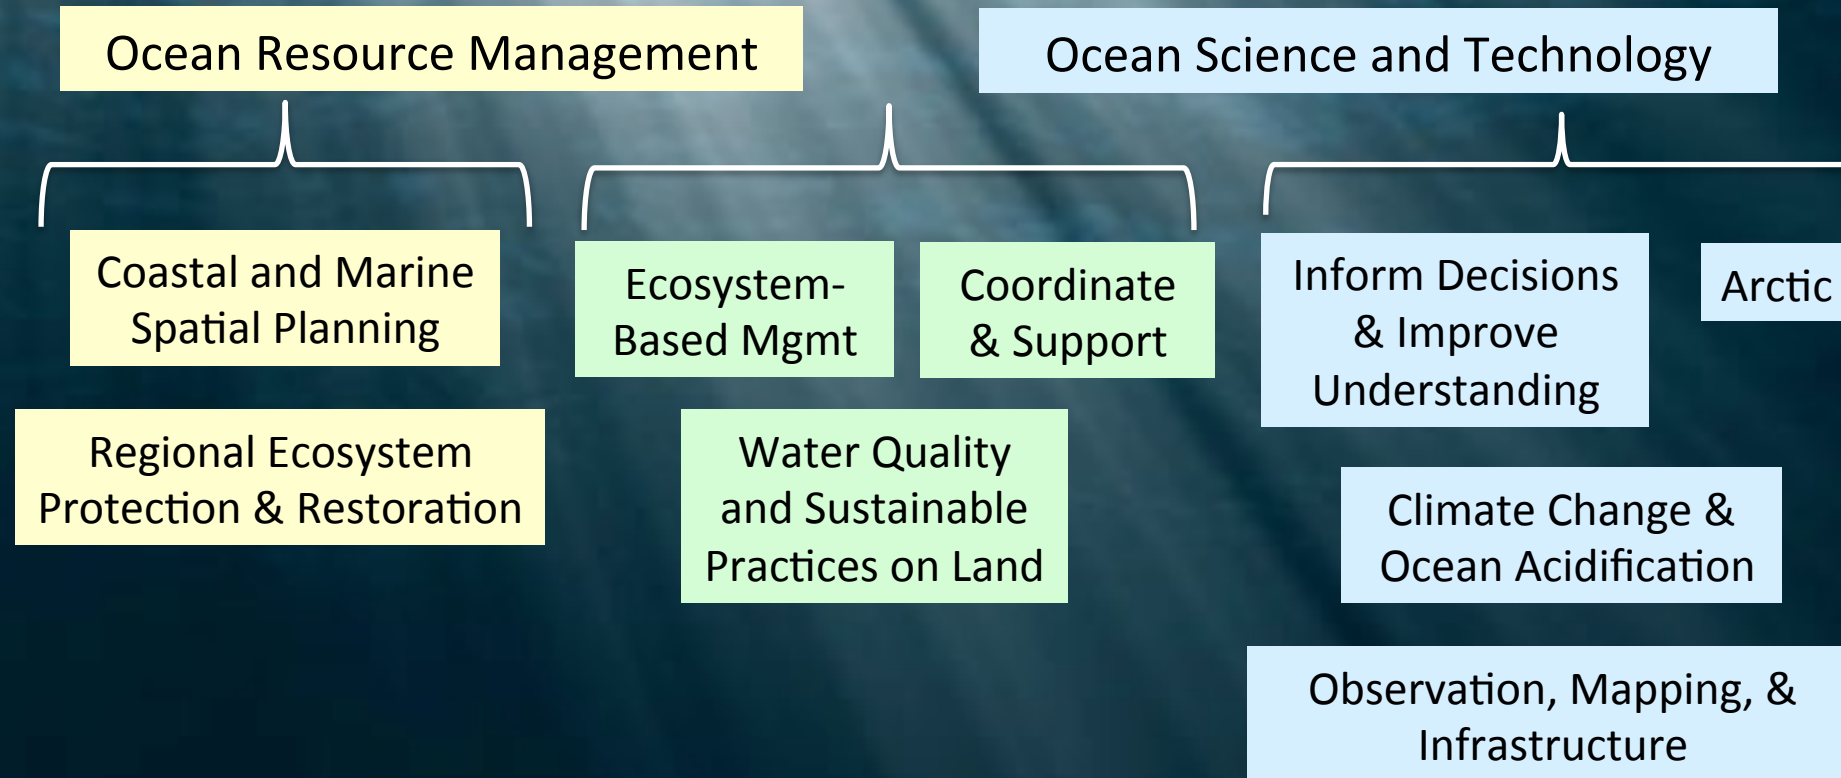 Ocean Resource Management
Ocean Science and Technology
Coastal and Marine
Spatial Planning
Regional Ecosystem
Protection & Restoration
Ecosystem-
Based Mgmt
Coordinate
& Support
Water Quality
and Sustainable
Practices on Land
Inform Decisions
& Improve
Understanding
Arctic
Climate Change &
Ocean Acidification
Observation, Mapping, &
Infrastructure